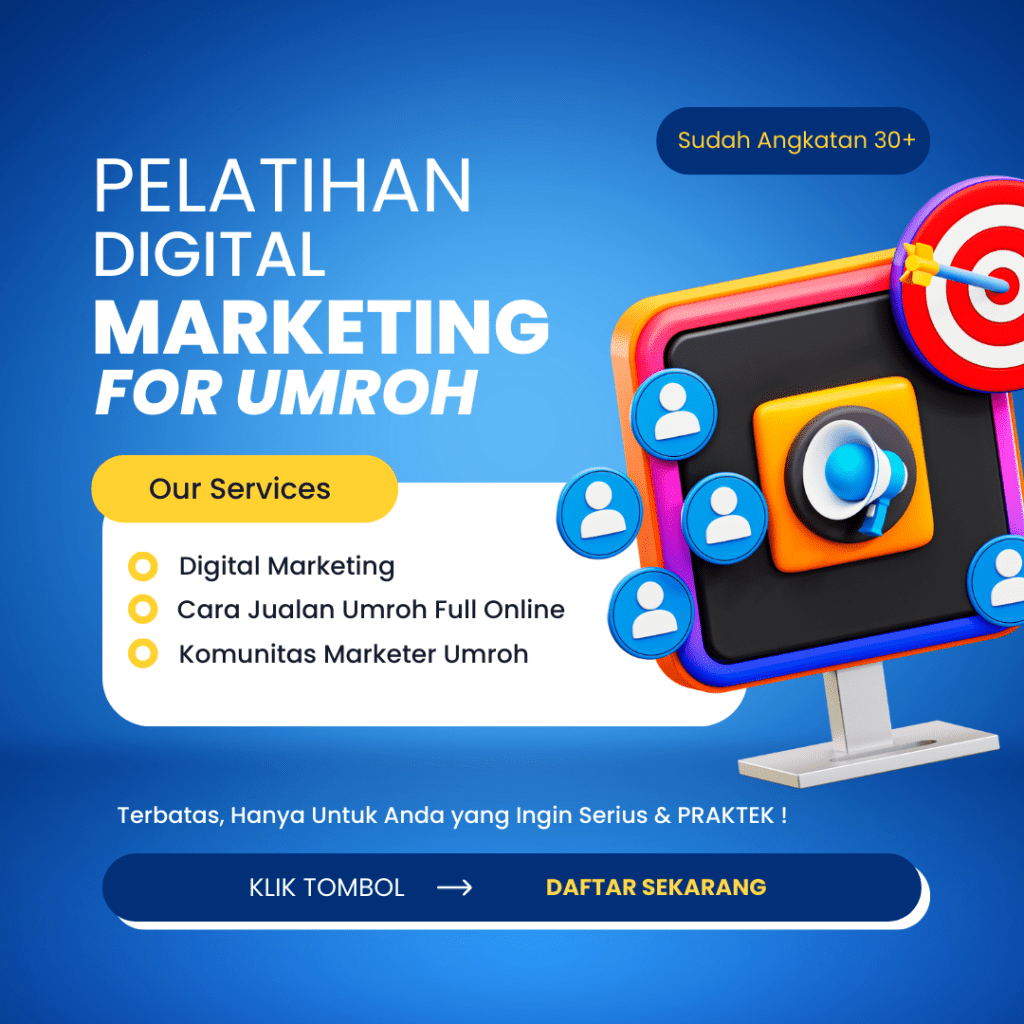 Sudah Angkatan 30+
PELATIHAN
DIGITAL
MARKETING
FOR UMROH
Our Services
Digital Marketing
Cara Jualan Umroh Full Online
Komunitas Marketer Umroh
Terbatas, Hanya Untuk Anda yang Ingin Serius & PRAKTEK !
KLIK TOMBOL → DAFTAR SEKARANG